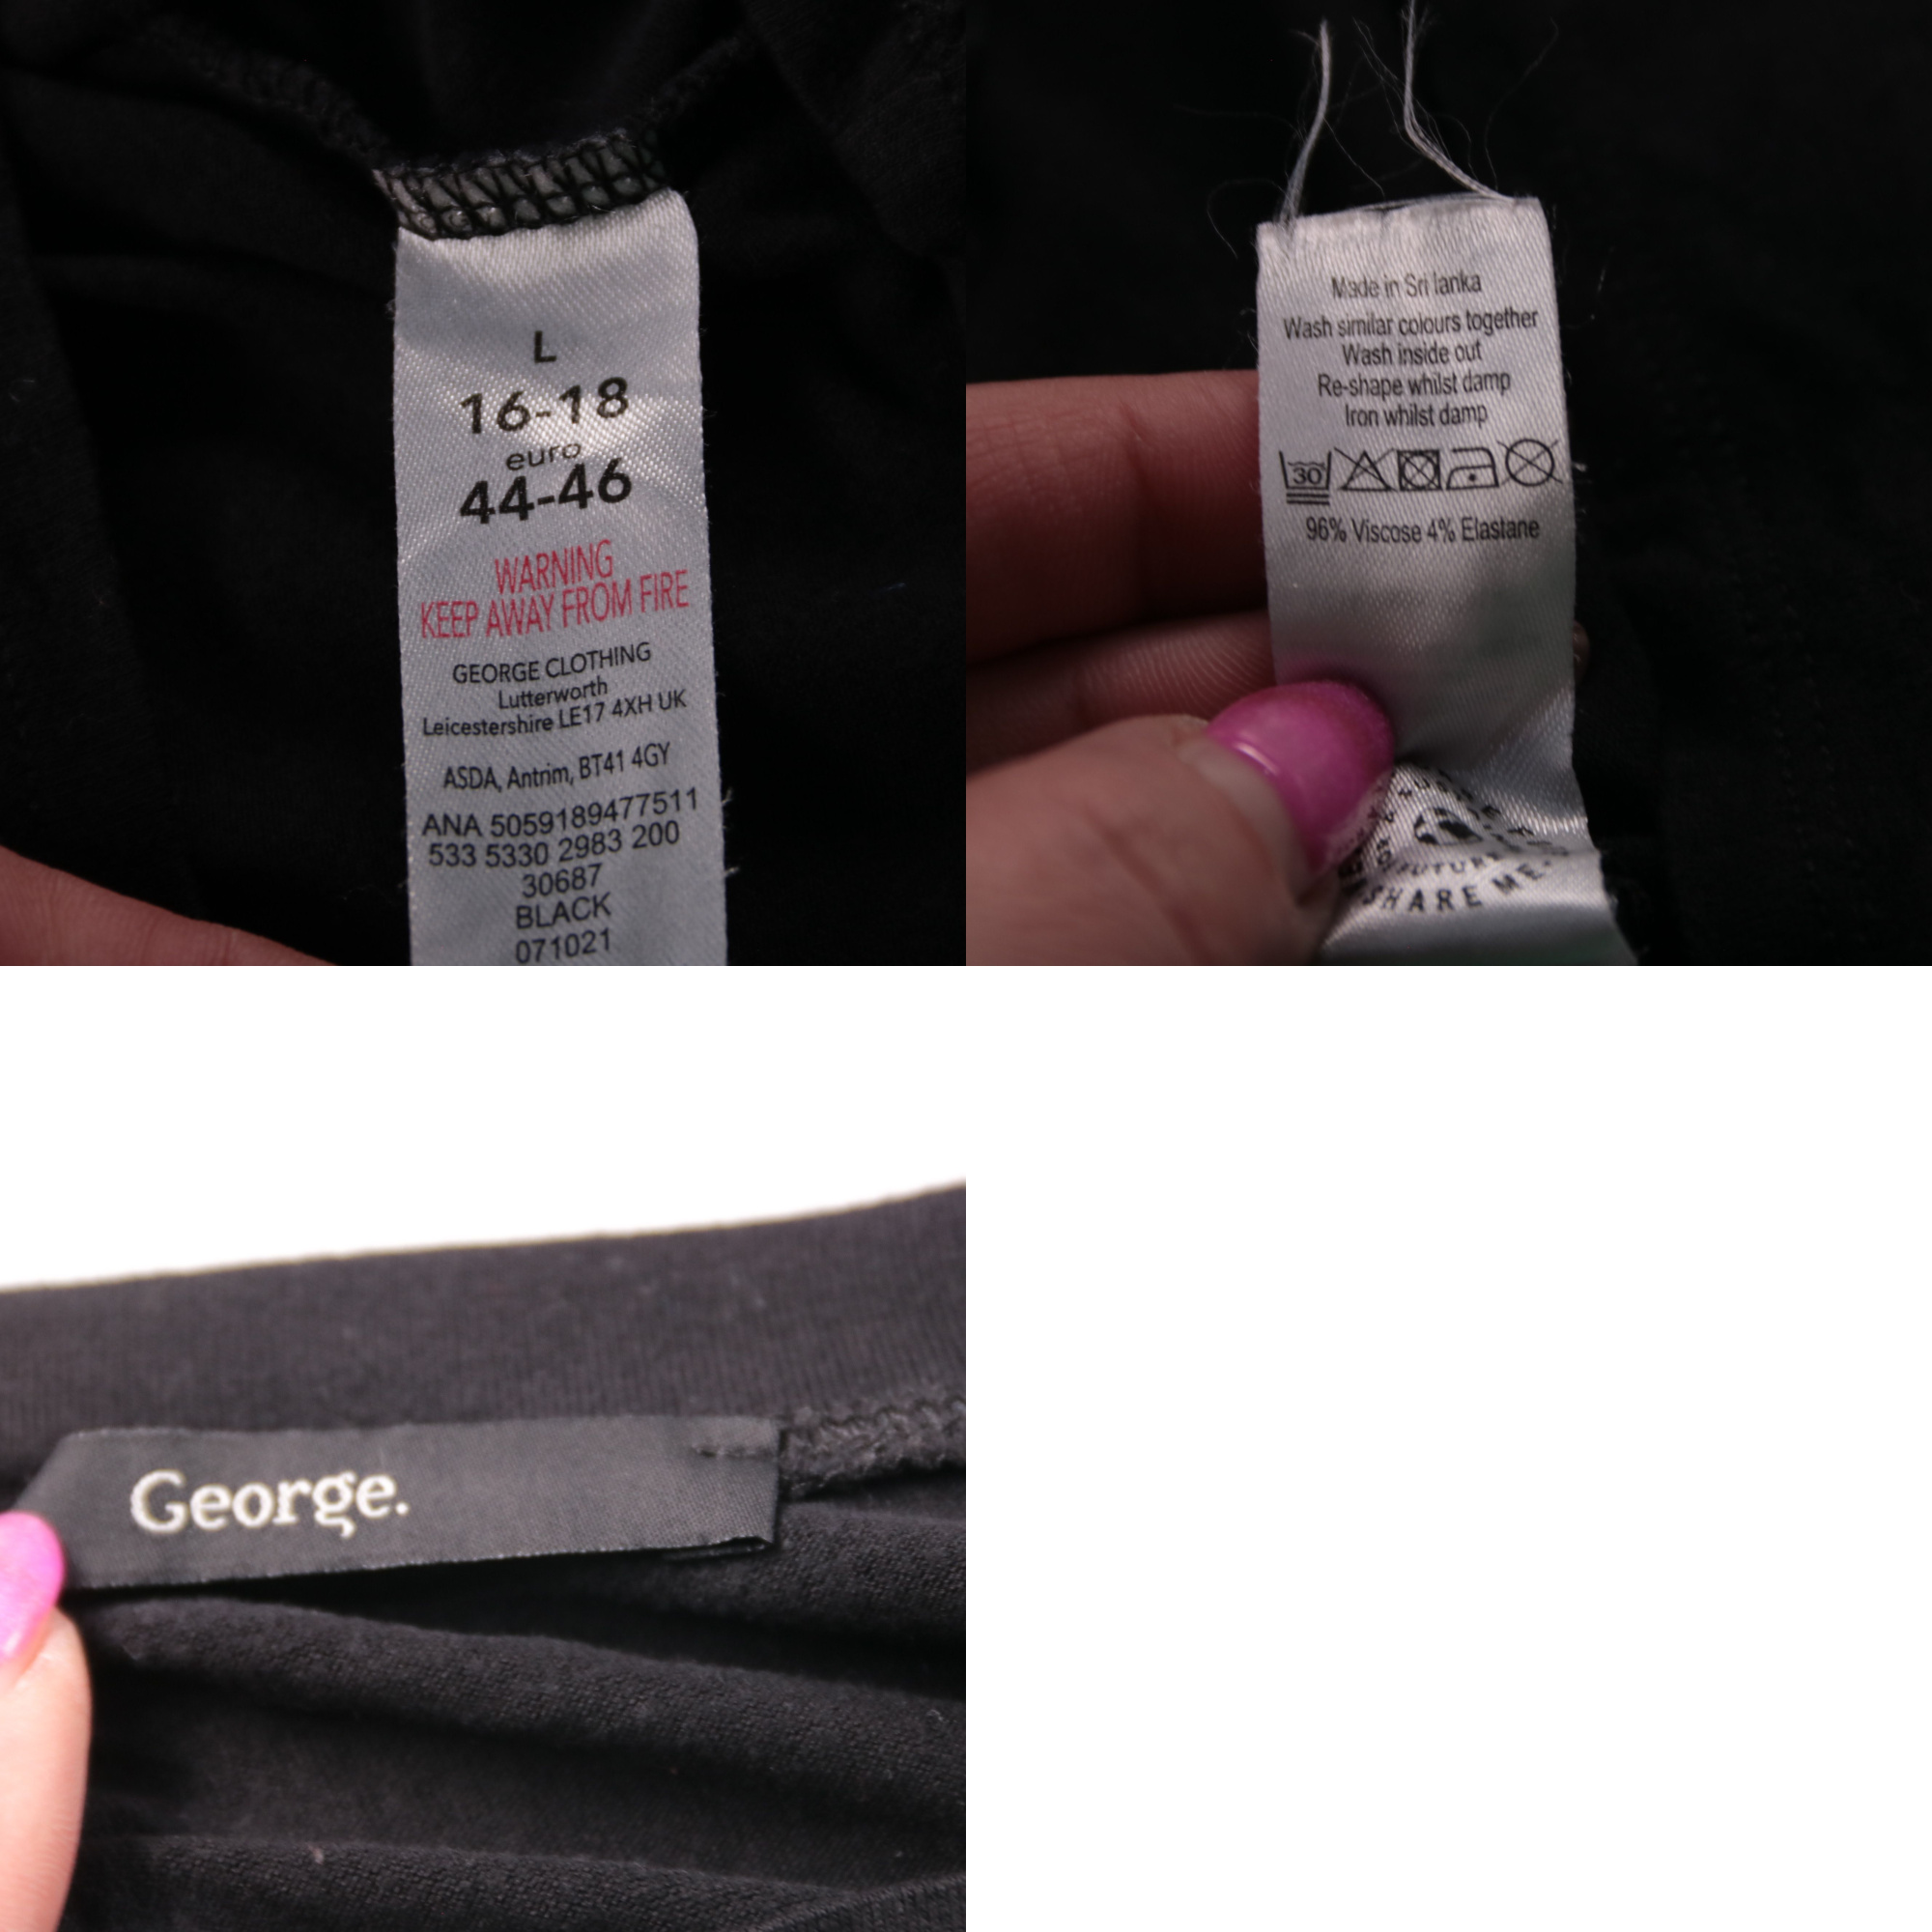 L
16-18
euro
44-46
WARNING
KEEP AWAY FROM FIRE
GEORGE CLOTHING
Lutterworth
Leicestershire LE17 4XH UK
ASDA, Antrim, BT41 4GY
ANA 5059189477511
533 5330 2983 200
30687
BLACK
071021
Made in Sri lanka
Wash similar colours together
Wash inside out
Re-shape whilst damp
Iron whilst damp
30
96% Viscose 4% Elastane
FUTURE
SHARE ME
George.